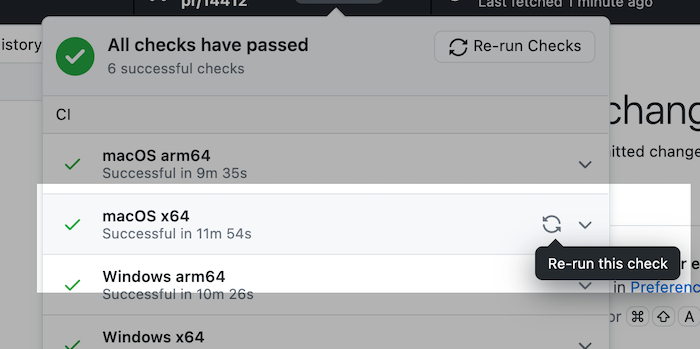 pr/14412
Last fetched 1 minute ago
istory
All checks have passed
6 successful checks
Re-run Checks
CI
chang
itted change
macOS arm64
Successful in 9m 35s
macOS x64
Successful in 11m 54s
Re-run this check
r e
Windows arm64
Successful in 10m 26s
in Preferenc
or ⌘ ⇧ A
Windows x64